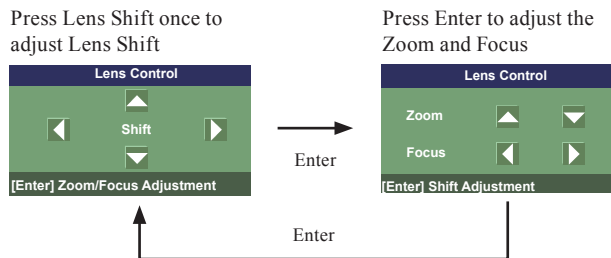 Press Lens Shift once to
adjust Lens Shift
Lens Control
Shift
[Enter] Zoom/Focus Adjustment
Enter
Press Enter to adjust the
Zoom and Focus
Lens Control
Zoom
Focus
[Enter] Shift Adjustment
Enter